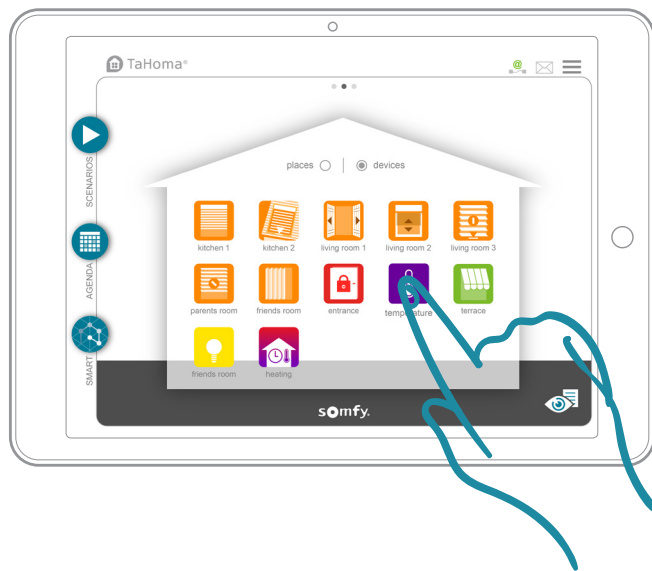 TaHoma®
@
places
devices
SCENARIOS
kitchen 1
kitchen 2
living room 1
living room 2
living room 3
AGENDA
parents room
friends room
entrance
temperature
terrace
SMART
friends room
heating
somfy.